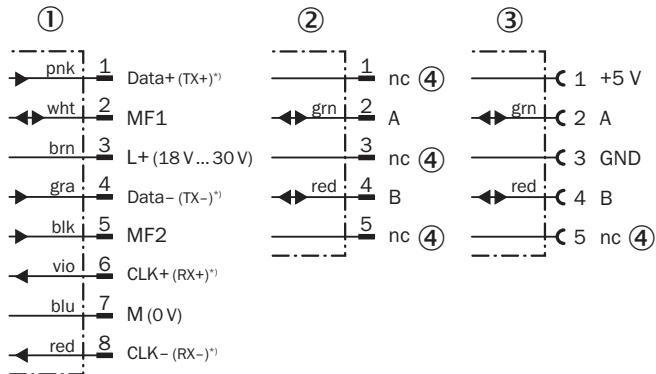 ①
pnk 1 Data+ (TX+)*)
wht 2 MF1
brn 3 L+ (18 V ... 30 V)
gra 4 Data– (TX–)*)
blk 5 MF2
vio 6 CLK+ (RX+)*)
blu 7 M (0 V)
red 8 CLK– (RX–)*)
②
1 nc ④
grn 2 A
3 nc ④
red 4 B
5 nc ④
③
1 +5 V
grn 2 A
3 GND
red 4 B
5 nc ④